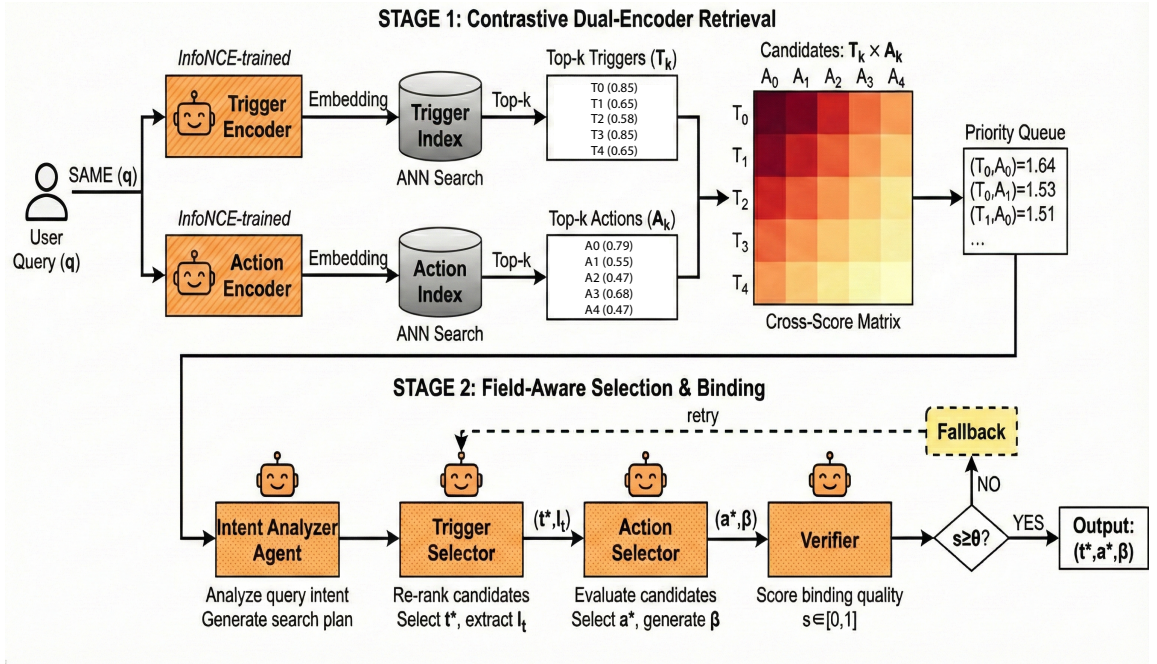 STAGE 1: Contrastive Dual-Encoder Retrieval
InfoNCE-trained
Trigger
Encoder
Embedding
Trigger
Index
ANN Search
Top-k
Top-k Triggers (Tk)
T0 (0.85)
T1 (0.65)
T2 (0.58)
T3 (0.85)
T4 (0.65)
SAME (q)
User
Query (q)
InfoNCE-trained
Action
Encoder
Embedding
Action
Index
ANN Search
Top-k
Top-k Actions (Ak)
A0 (0.79)
A1 (0.55)
A2 (0.47)
A3 (0.68)
A4 (0.47)
Candidates: Tk × Ak
A0 A1 A2 A3 A4
T0
T1
T2
T3
T4
Cross-Score Matrix
Priority Queue
(T0,A0)=1.64
(T0,A1)=1.53
(T1,A0)=1.51
...
STAGE 2: Field-Aware Selection & Binding
retry
Fallback
NO
Intent Analyzer
Agent
Analyze query intent
Generate search plan
Trigger
Selector
Re-rank candidates
Select t*, extract It
(t*,It)
Action
Selector
Evaluate candidates
Select a*, generate β
(a*,β)
Verifier
Score binding quality
s∈[0,1]
s≥θ?
YES
Output:
(t*,a*,β)